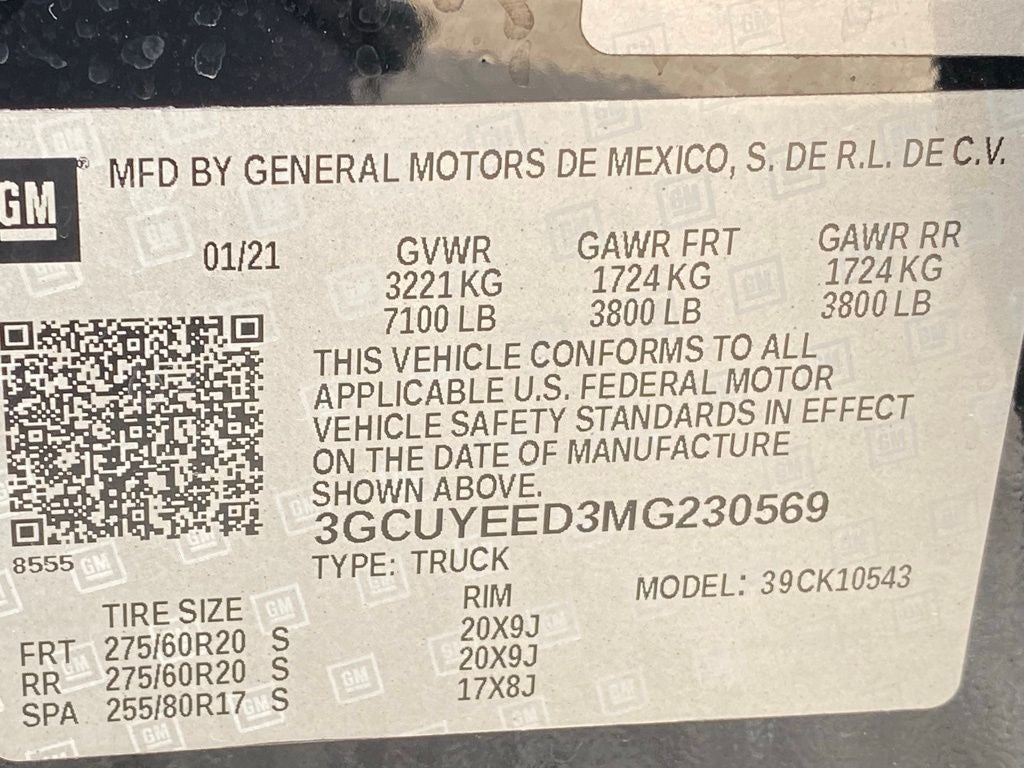 GM ® MFD BY GENERAL MOTORS DE MEXICO, S. DE R.L. DE C.V.
01/21 GVWR GAWR FRT GAWR RR
3221 KG 1724 KG 1724 KG
7100 LB 3800 LB 3800 LB
THIS VEHICLE CONFORMS TO ALL
APPLICABLE U.S. FEDERAL MOTOR
VEHICLE SAFETY STANDARDS IN EFFECT
ON THE DATE OF MANUFACTURE
SHOWN ABOVE.
3GCUYEED3MG230569
8555 TYPE: TRUCK MODEL: 39CK10543
TIRE SIZE RIM
FRT 275/60R20 S 20X9J
RR 275/60R20 S 20X9J
SPA 255/80R17 S 17X8J